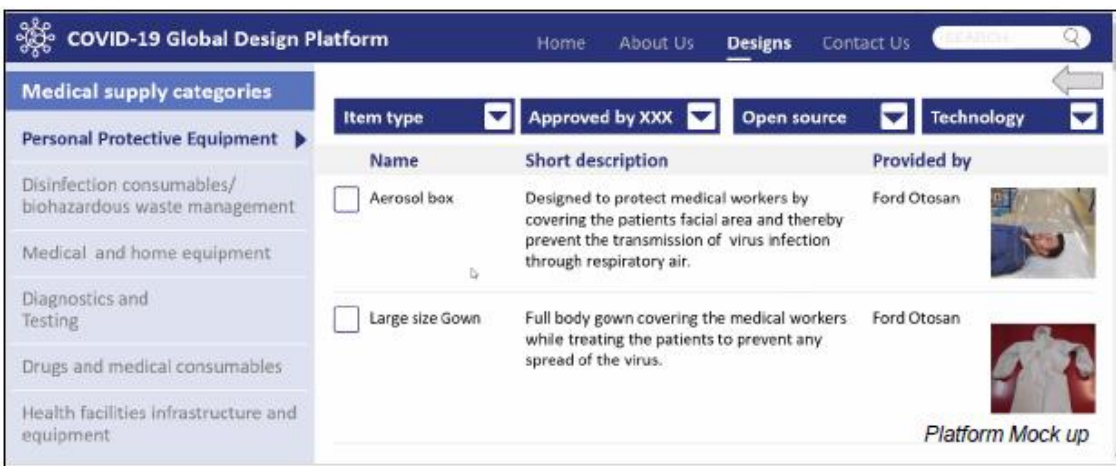 COVID-19 Global Design Platform
Home About Us Designs Contact Us SEARCH
Medical supply categories
Personal Protective Equipment
Disinfection consumables/
biohazardous waste management
Medical and home equipment
Diagnostics and
Testing
Drugs and medical consumables
Health facilities infrastructure and
equipment
Item type Approved by XXX Open source Technology
Name Short description Provided by
Aerosol box
Designed to protect medical workers by
covering the patients facial area and thereby
prevent the transmission of virus infection
through respiratory air.
Ford Otosan
Large size Gown
Full body gown covering the medical workers
while treating the patients to prevent any
spread of the virus.
Ford Otosan
Platform Mock up